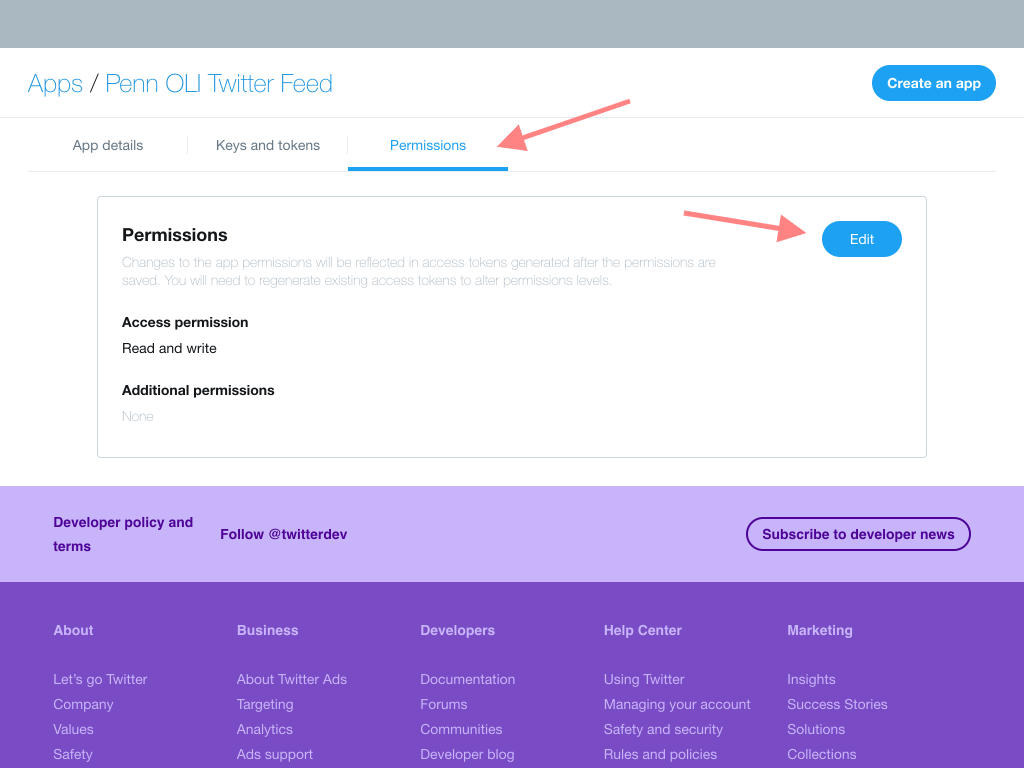 Apps / Penn OLI Twitter Feed
Create an app
App details
Keys and tokens
Permissions
Permissions
Edit
Changes to the app permissions will be reflected in access tokens generated after the permissions are
saved. You will need to regenerate existing access tokens to alter permissions levels.
Access permission
Read and write
Additional permissions
None
Developer policy and
terms
Follow @twitterdev
Subscribe to developer news
About
Let's go Twitter
Company
Values
Safety
Business
About Twitter Ads
Targeting
Analytics
Ads support
Developers
Documentation
Forums
Communities
Developer blog
Help Center
Using Twitter
Managing your account
Safety and security
Rules and policies
Marketing
Insights
Success Stories
Solutions
Collections